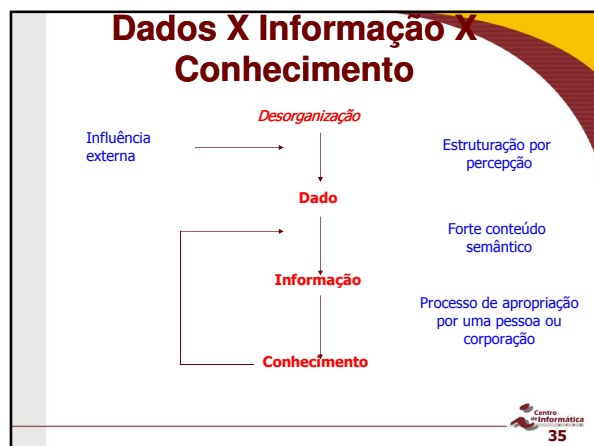 Dados X Informação X
Conhecimento
Desorganização
Influência
externa
Estruturação por
percepção
Dado
Forte conteúdo
semântico
Informação
Processo de apropriação
por uma pessoa ou
corporação
Conhecimento
Centro
de Informática
U F P E
35